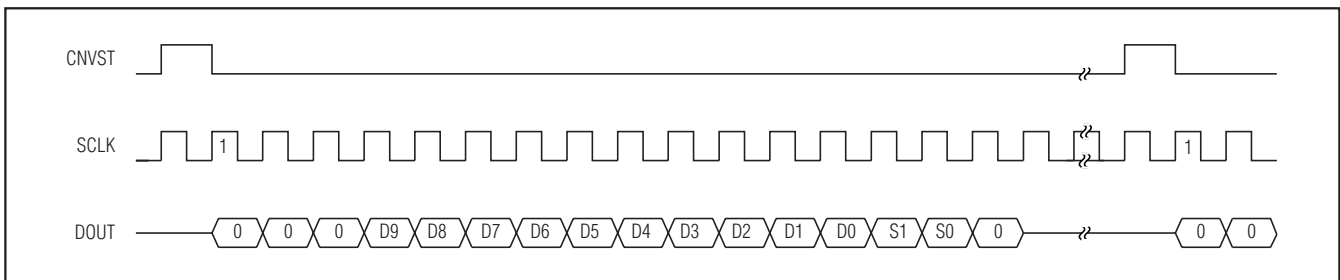 CNVST
SCLK 1 1
DOUT 0 0 0 D9 D8 D7 D6 D5 D4 D3 D2 D1 D0 S1 S0 0 0 0